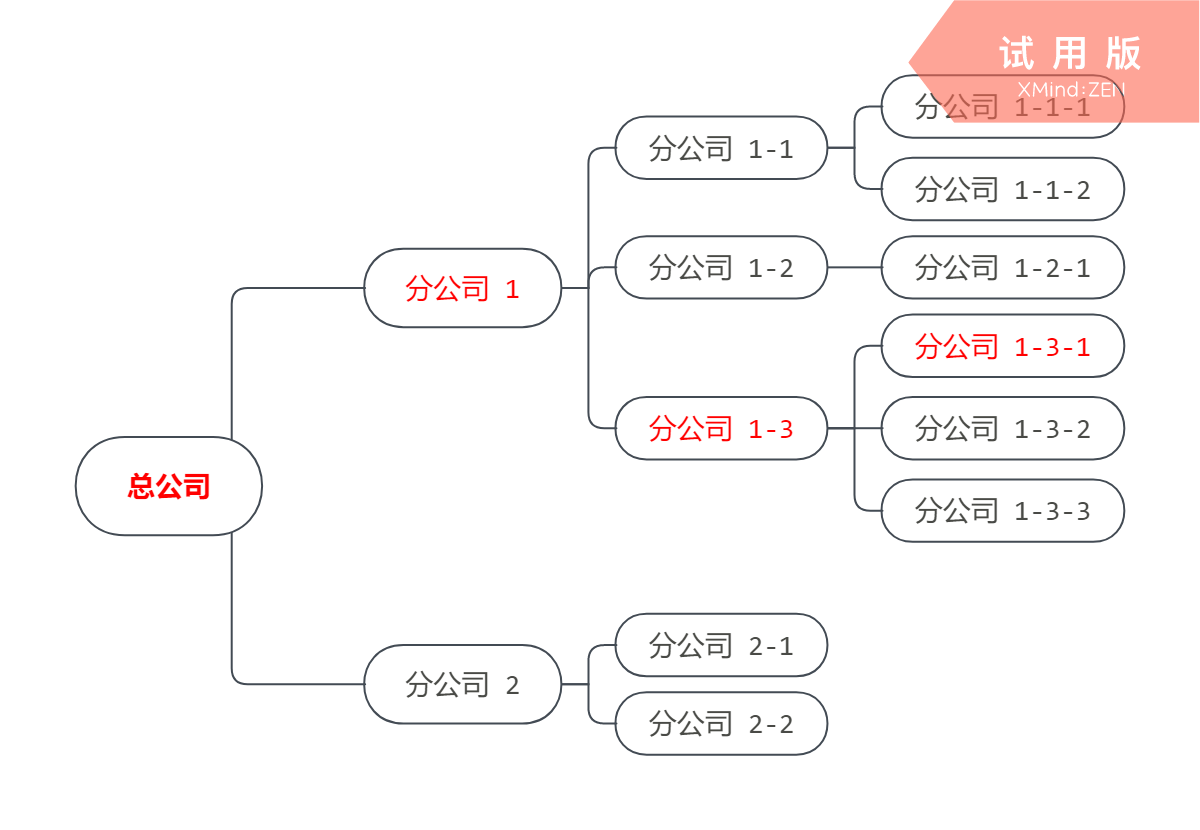 试用版
XMind:ZEN
分公司 1-1-1
分公司 1-1
分公司 1-1-2
分公司 1-2
分公司 1-2-1
分公司 1
分公司 1-3-1
分公司 1-3
分公司 1-3-2
分公司 1-3-3
总公司
分公司 2-1
分公司 2
分公司 2-2